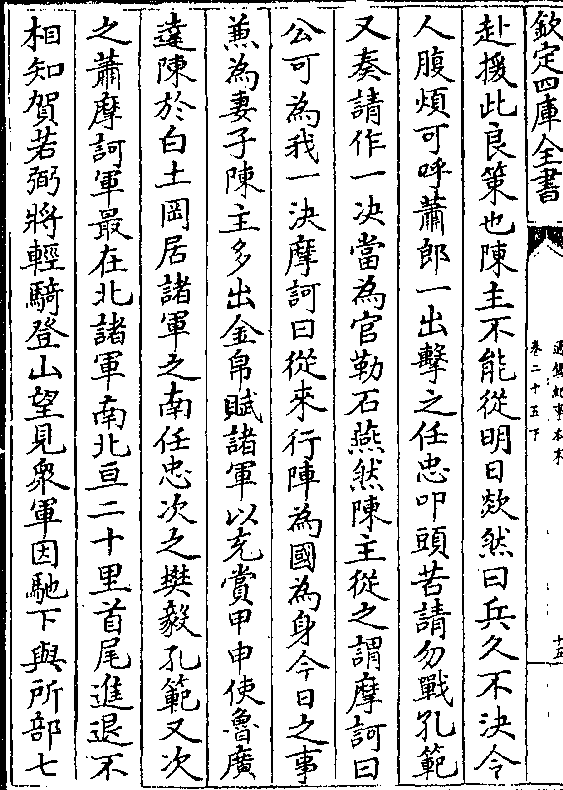 欽定四庫全書
通鑑紀事本末
卷二十五下
十五
赴援此良策也陳主不能從明日欻然曰兵久不決令
人腹煩可呼蕭郎一出擊之任忠叩頭苦請勿戰孔範
又奏請作一決當為官勒石燕然陳主從之謂摩訶曰
公可為我一決摩訶曰從來行陣為國為身今日之事
兼為妻子陳主多出金帛賦諸軍以充賞甲申使魯廣
達陳於白土岡居諸軍之南任忠次之樊毅孔範又次
之蕭摩訶軍最在北諸軍南北亘二十里首尾進退不
相知賀若弼將輕騎登山望見衆軍因馳下與所部七